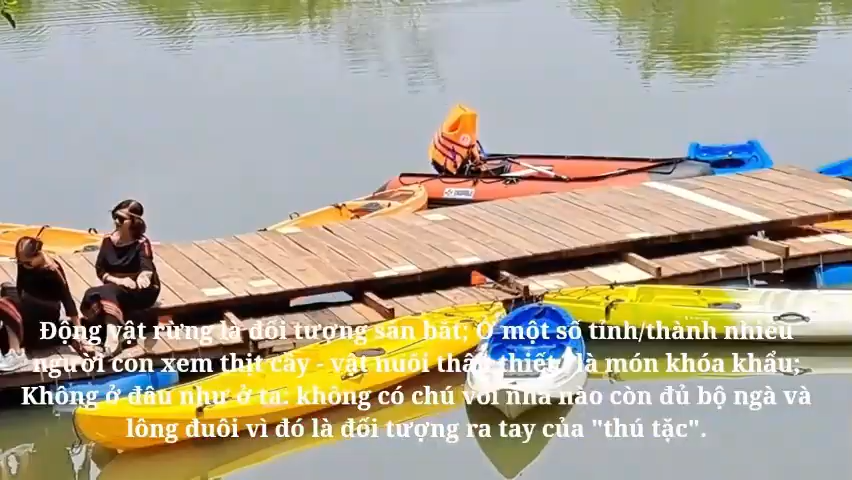 Động vật rừng là đối tượng săn bắt; Ở một số tỉnh/thành nhiều
người còn xem thịt cầy - vật nuôi thân thiết, là món khóa khẩu;
Không ở đâu như ở ta: không có chú voi nhà nào còn đủ bộ ngà và
lông đuôi vì đó là đối tượng ra tay của "thú tặc".